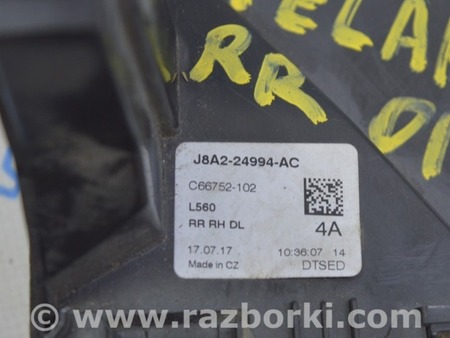 RR
J8A2-24994-AC
C66752-102
L560
RR RH DL
4A
17.07.17
10:36:07 14
Made in CZ
DTSED
www.razborki.com